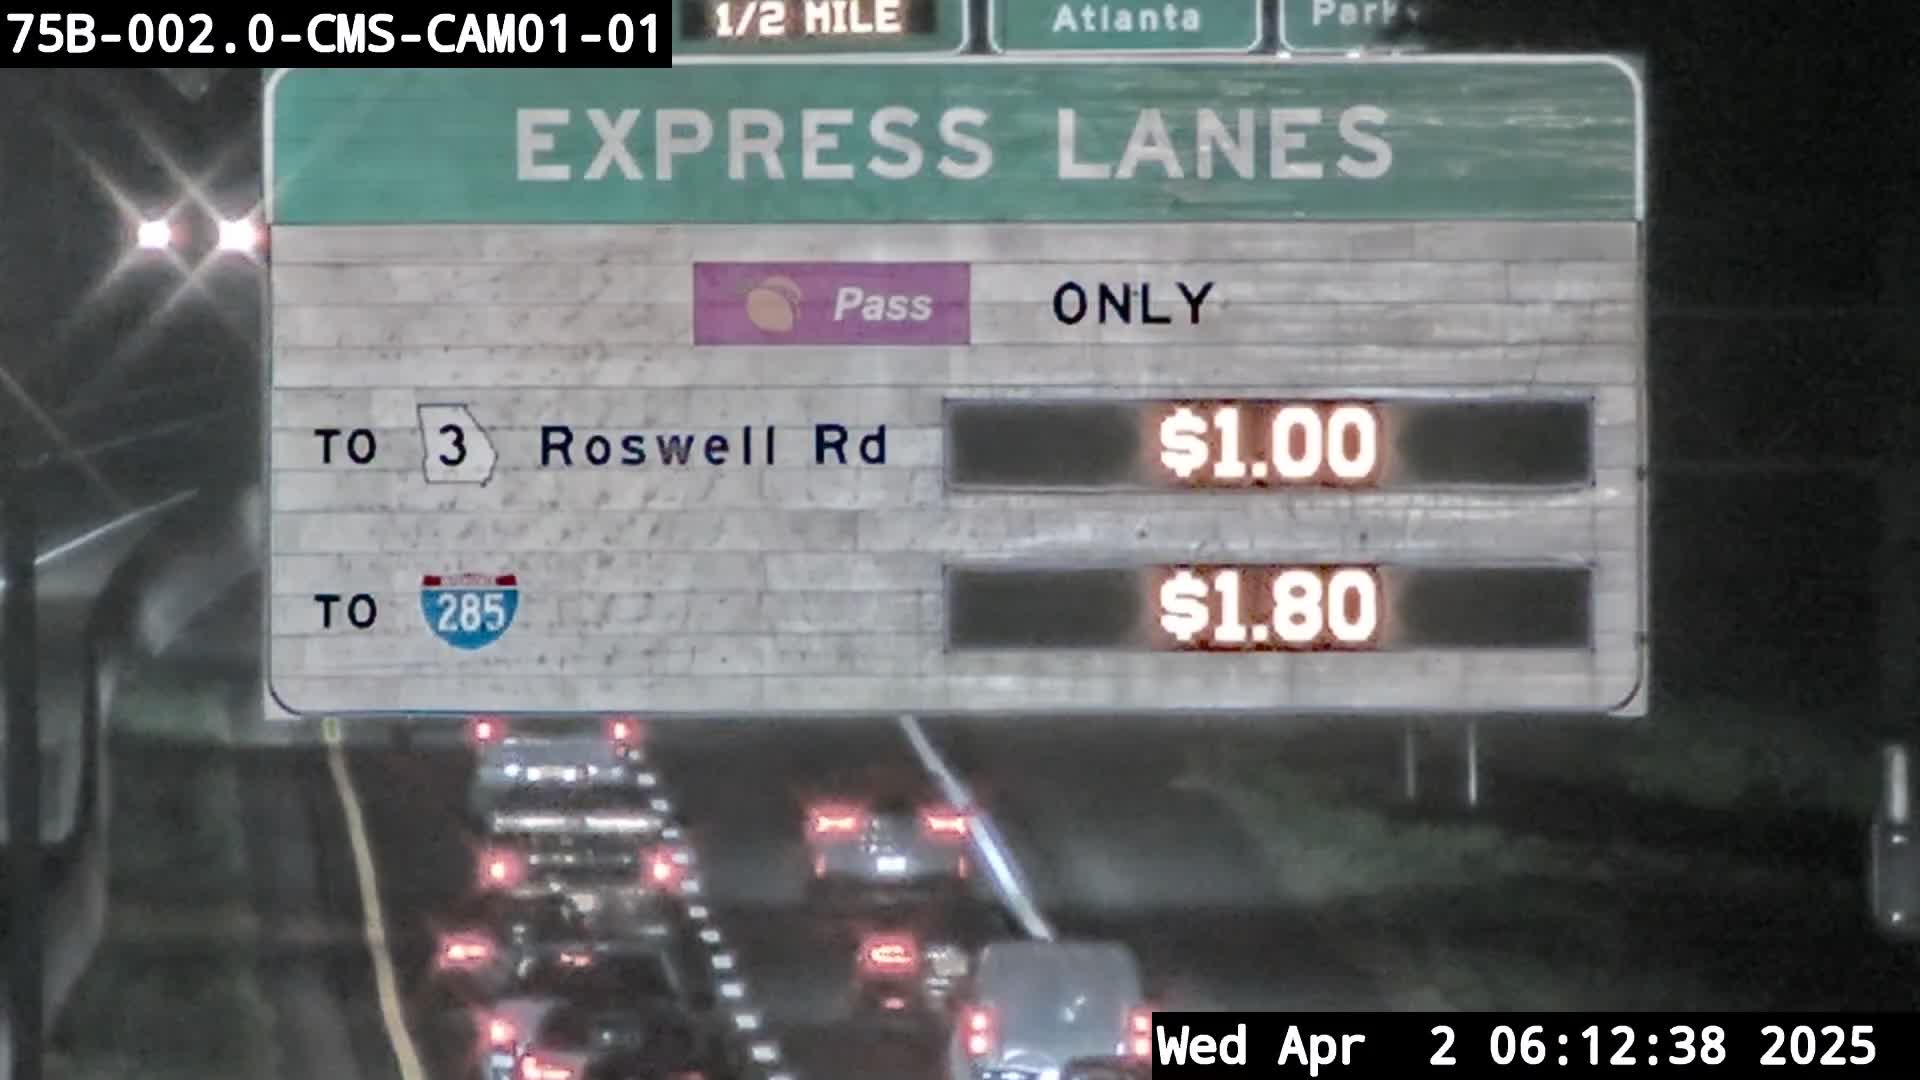 75B-002.0-CMS-CAM01-01
1/2 MILE
Atlanta
Park
EXPRESS LANES
Pass ONLY
TO 3 Roswell Rd $1.00
TO 285 $1.80
Wed Apr 2 06:12:38 2025